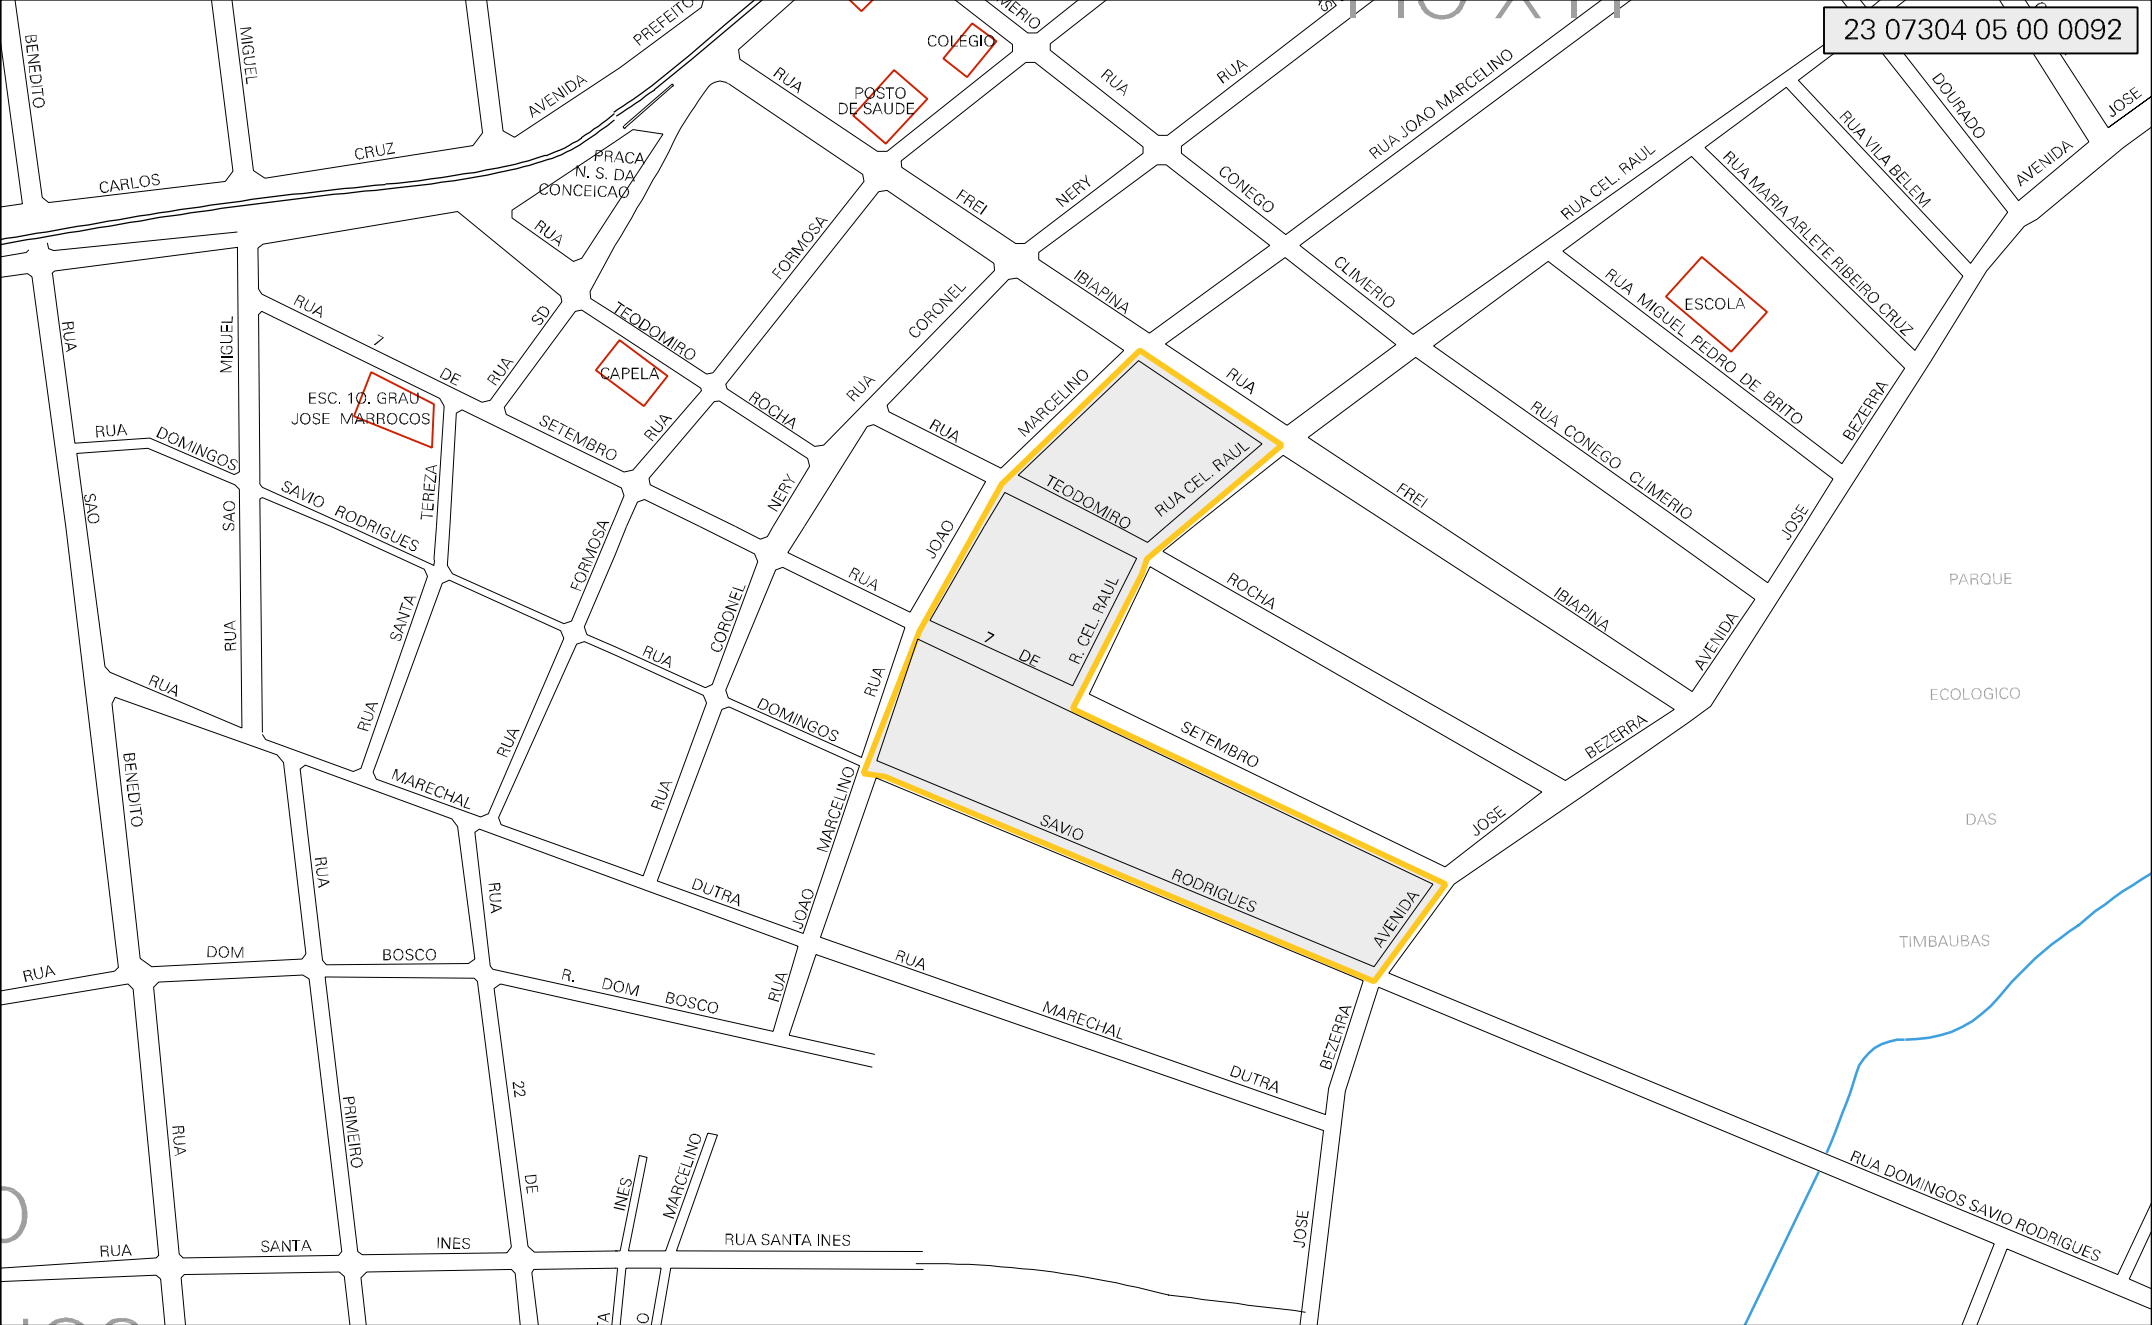 23 07304 05 00 0092
BENEDITO
MIGUEL
PREFEITO
AVENIDA
CRUZ
CARLOS
COLEGIO
POSTO
DE SAUDE
RUA
RUA
RUA
RUA JOAO MARCELINO
DOURADO
JOSE
AVENIDA
RUA VILA BELEM
RUA MARIA ARLETE RIBEIRO CRUZ
RUA CEL. RAUL
PRACA
N. S. DA
CONCEICAO
RUA
FREI
NERY
CONEGO
FORMOSA
IBIAPINA
CLIMERIO
CORONEL
ESCOLA
RUA MIGUEL PEDRO DE BRITO
BEZERRA
RUA
MIGUEL
RUA
7
DE
SD
RUA
TEODOMIRO
CAPELA
ESC. 1O. GRAU
JOSE MARROCOS
SETEMBRO
RUA
ROCHA
RUA
RUA
MARCELINO
RUA
RUA CONEGO CLIMERIO
RUA
DOMINGOS
SAO
SAO
RUA
SAVIO RODRIGUES
TEREZA
NERY
TEODOMIRO
RUA CEL. RAUL
FREI
JOSE
JOAO
FORMOSA
SANTA
CORONEL
RUA
ROCHA
IBIAPINA
PARQUE
ECOLOGICO
DAS
TIMBAUBAS
7
DE
R. CEL. RAUL
AVENIDA
RUA
RUA
RUA
RUA
RUA
DOMINGOS
SETEMBRO
BEZERRA
JOSE
MARECHAL
RUA
MARCELINO
BENEDITO
SAVIO
RODRIGUES
AVENIDA
RUA
RUA
DUTRA
JOAO
RUA
DOM
BOSCO
R. DOM BOSCO
RUA
RUA
MARECHAL
DUTRA
BEZERRA
22
DE
PRIMEIRO
RUA
INES
MARCELINO
RUA
SANTA
INES
RUA SANTA INES
JOSE
RUA DOMINGOS SAVIO RODRIGUES